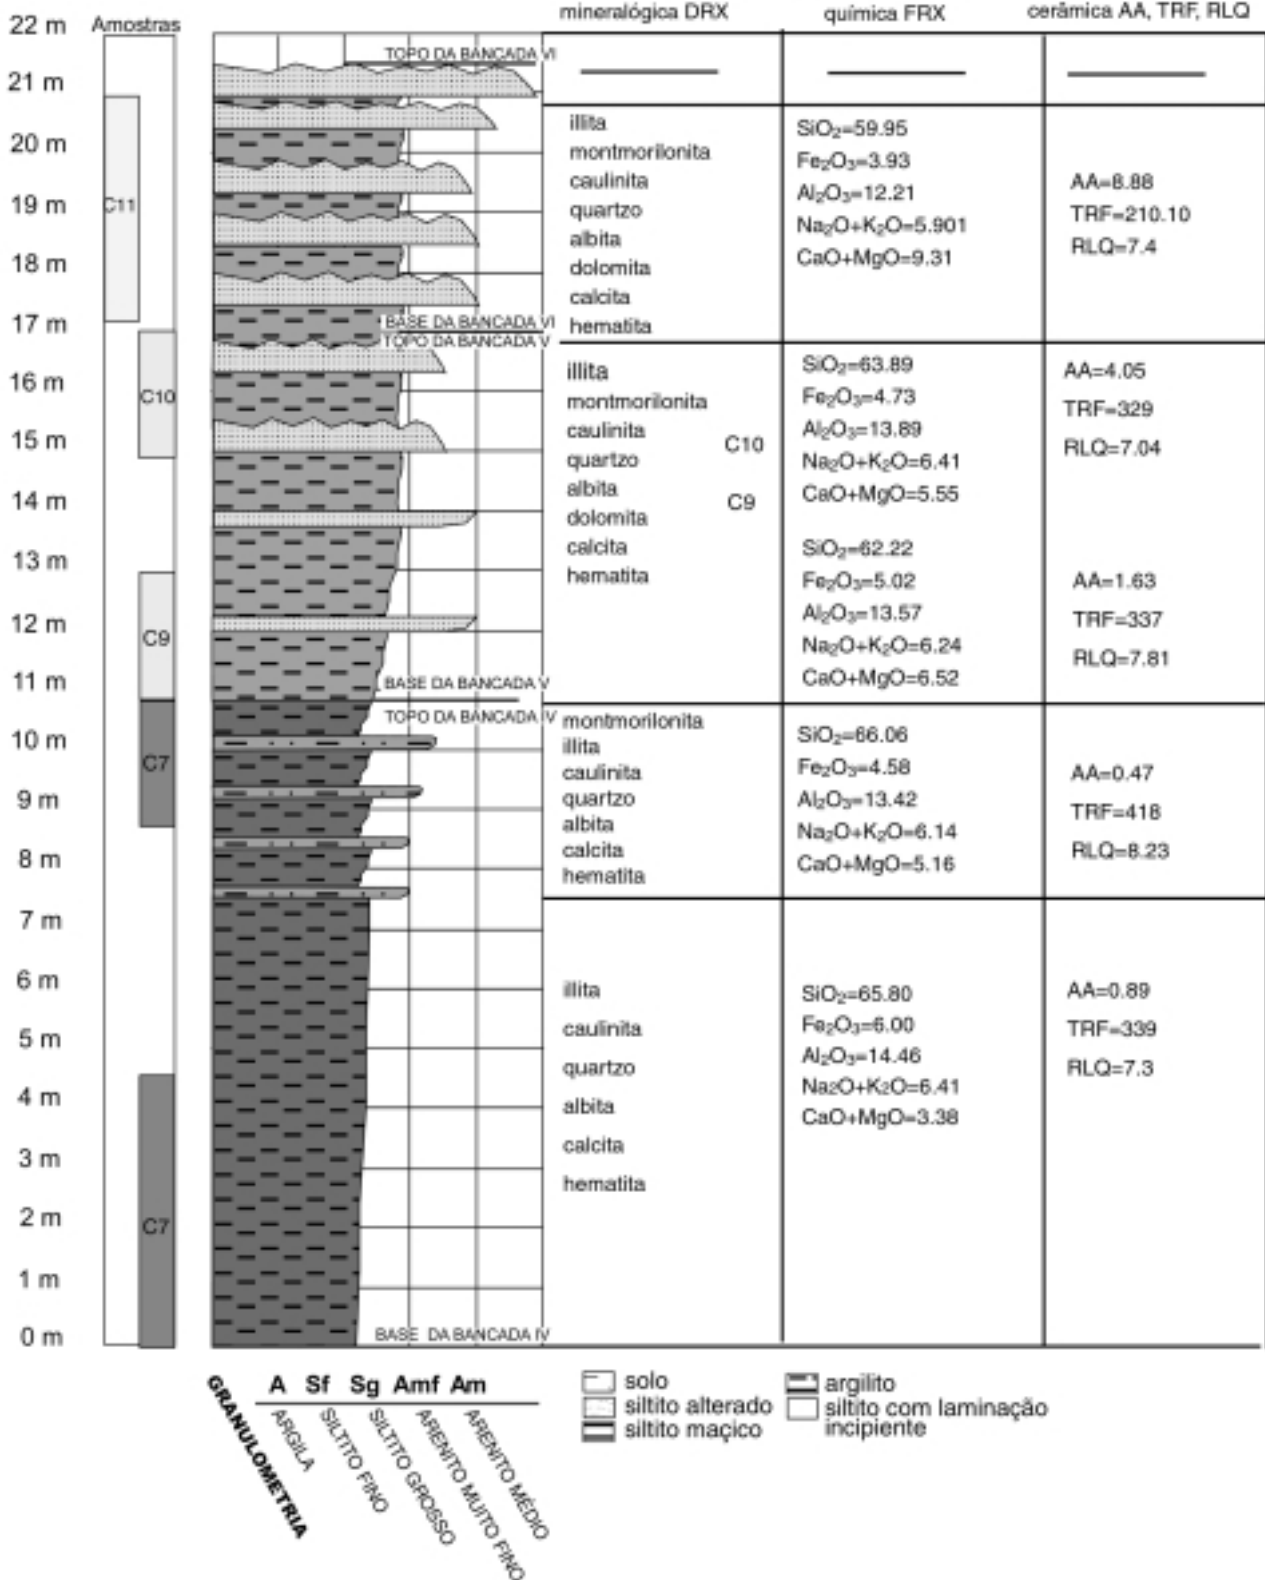 mineralógica DRX
química FRX
cerâmica AA, TRF, RLQ
Amostras
22 m
21 m
20 m
19 m
18 m
17 m
16 m
15 m
14 m
13 m
12 m
11 m
10 m
9 m
8 m
7 m
6 m
5 m
4 m
3 m
2 m
1 m
0 m
C11
C10
C9
C7
C7
TOPO DA BANCADA VI
BASE DA BANCADA VI
TOPO DA BANCADA V
BASE DA BANCADA V
TOPO DA BANCADA IV
BASE DA BANCADA IV
illita
montmorilonita
caulinita
quartzo
albita
dolomita
calcita
hematita
SiO₂=59.95
Fe₂O₃=3.93
Al₂O₃=12.21
Na₂O+K₂O=5.901
CaO+MgO=9.31
AA=8.88
TRF=210.10
RLQ=7.4
illita
montmorilonita
caulinita
quartzo
albita
dolomita
calcita
hematita
C10
C9
SiO₂=63.89
Fe₂O₃=4.73
Al₂O₃=13.89
Na₂O+K₂O=6.41
CaO+MgO=5.55
AA=4.05
TRF=329
RLQ=7.04
SiO₂=62.22
Fe₂O₃=5.02
Al₂O₃=13.57
Na₂O+K₂O=6.24
CaO+MgO=6.52
AA=1.63
TRF=337
RLQ=7.81
montmorilonita
illita
caulinita
quartzo
albita
calcita
hematita
SiO₂=66.06
Fe₂O₃=4.58
Al₂O₃=13.42
Na₂O+K₂O=6.14
CaO+MgO=5.16
AA=0.47
TRF=418
RLQ=8.23
illita
caulinita
quartzo
albita
calcita
hematita
SiO₂=65.80
Fe₂O₃=6.00
Al₂O₃=14.46
Na₂O+K₂O=6.41
CaO+MgO=3.38
AA=0.89
TRF=339
RLQ=7.3
A Sf Sg Amf Am
GRANULOMETRIA
ARGILA
SILTITO FINO
SILTITO GROSSO
ARENITO MUITO FINO
ARENITO MÉDIO
solo
siltito alterado
siltito maçico
argilito
siltito com laminação
incipiente